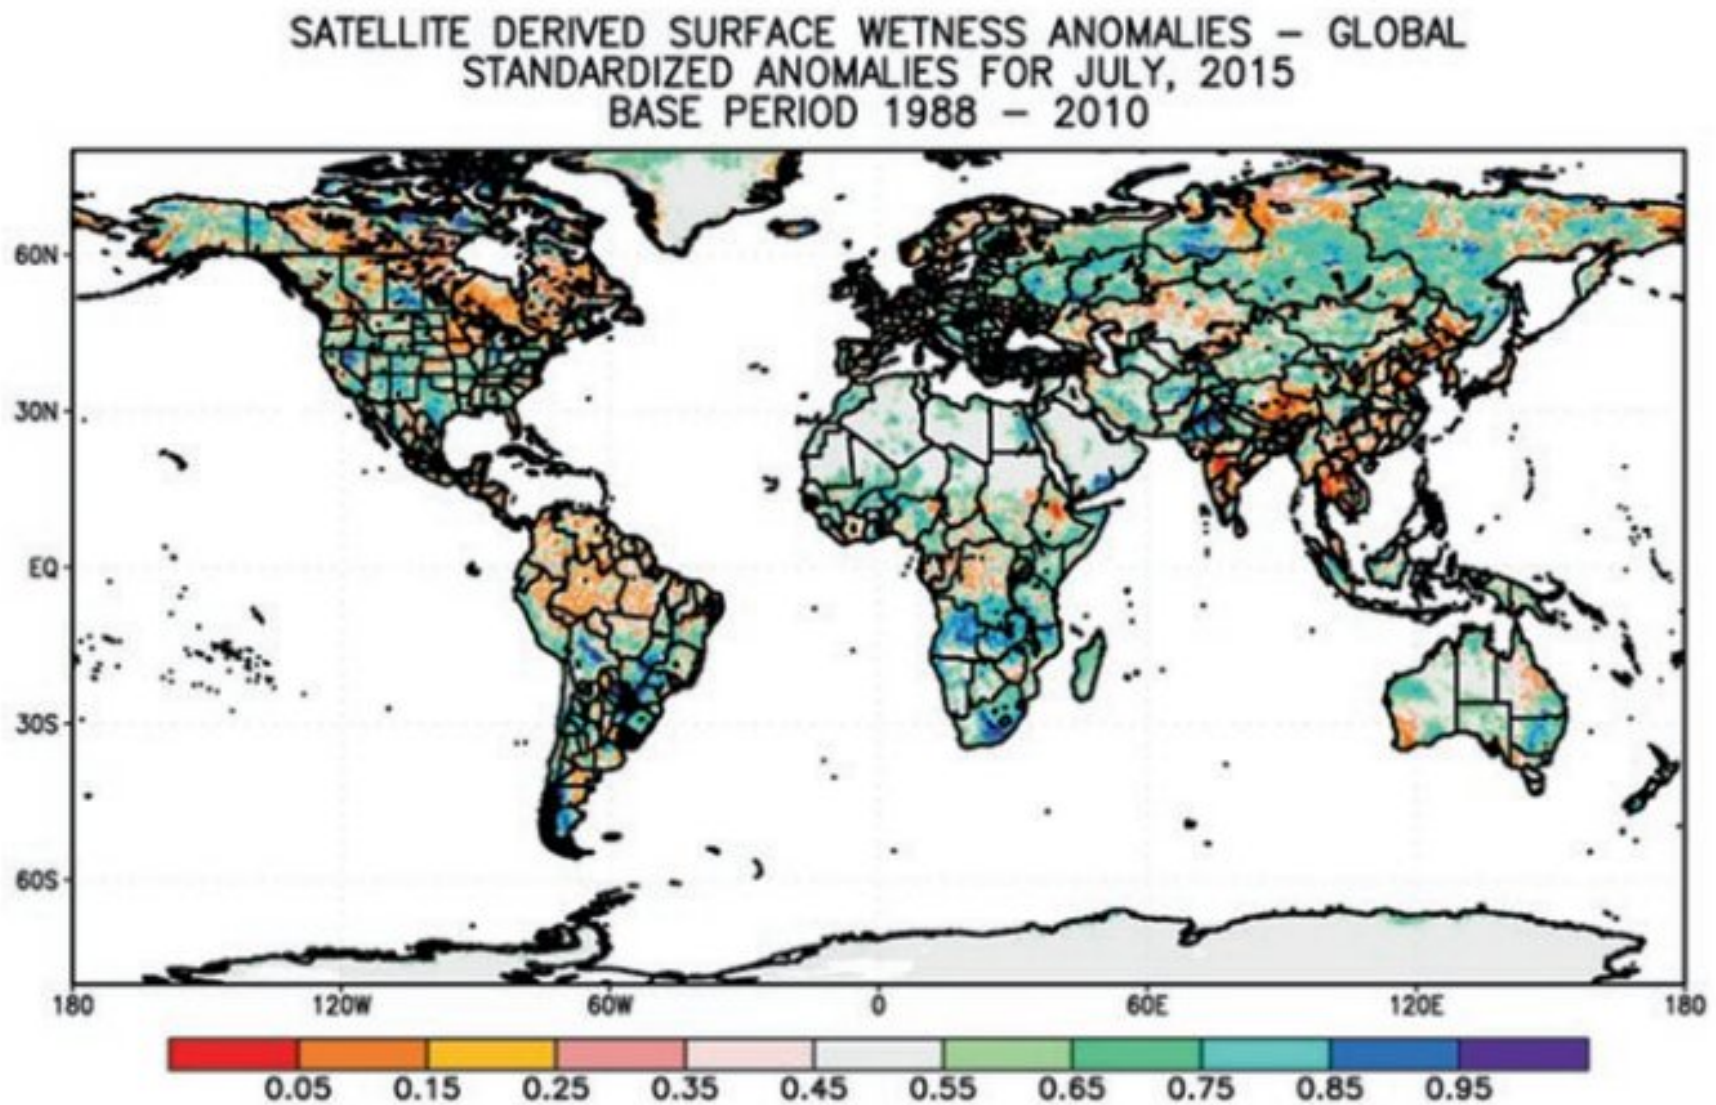 SATELLITE DERIVED SURFACE WETNESS ANOMALIES – GLOBAL
STANDARDIZED ANOMALIES FOR JULY, 2015
BASE PERIOD 1988 – 2010
60N
30N
EQ
30S
60S
180 120W 60W 0 60E 120E 180
0.05 0.15 0.25 0.35 0.45 0.55 0.65 0.75 0.85 0.95